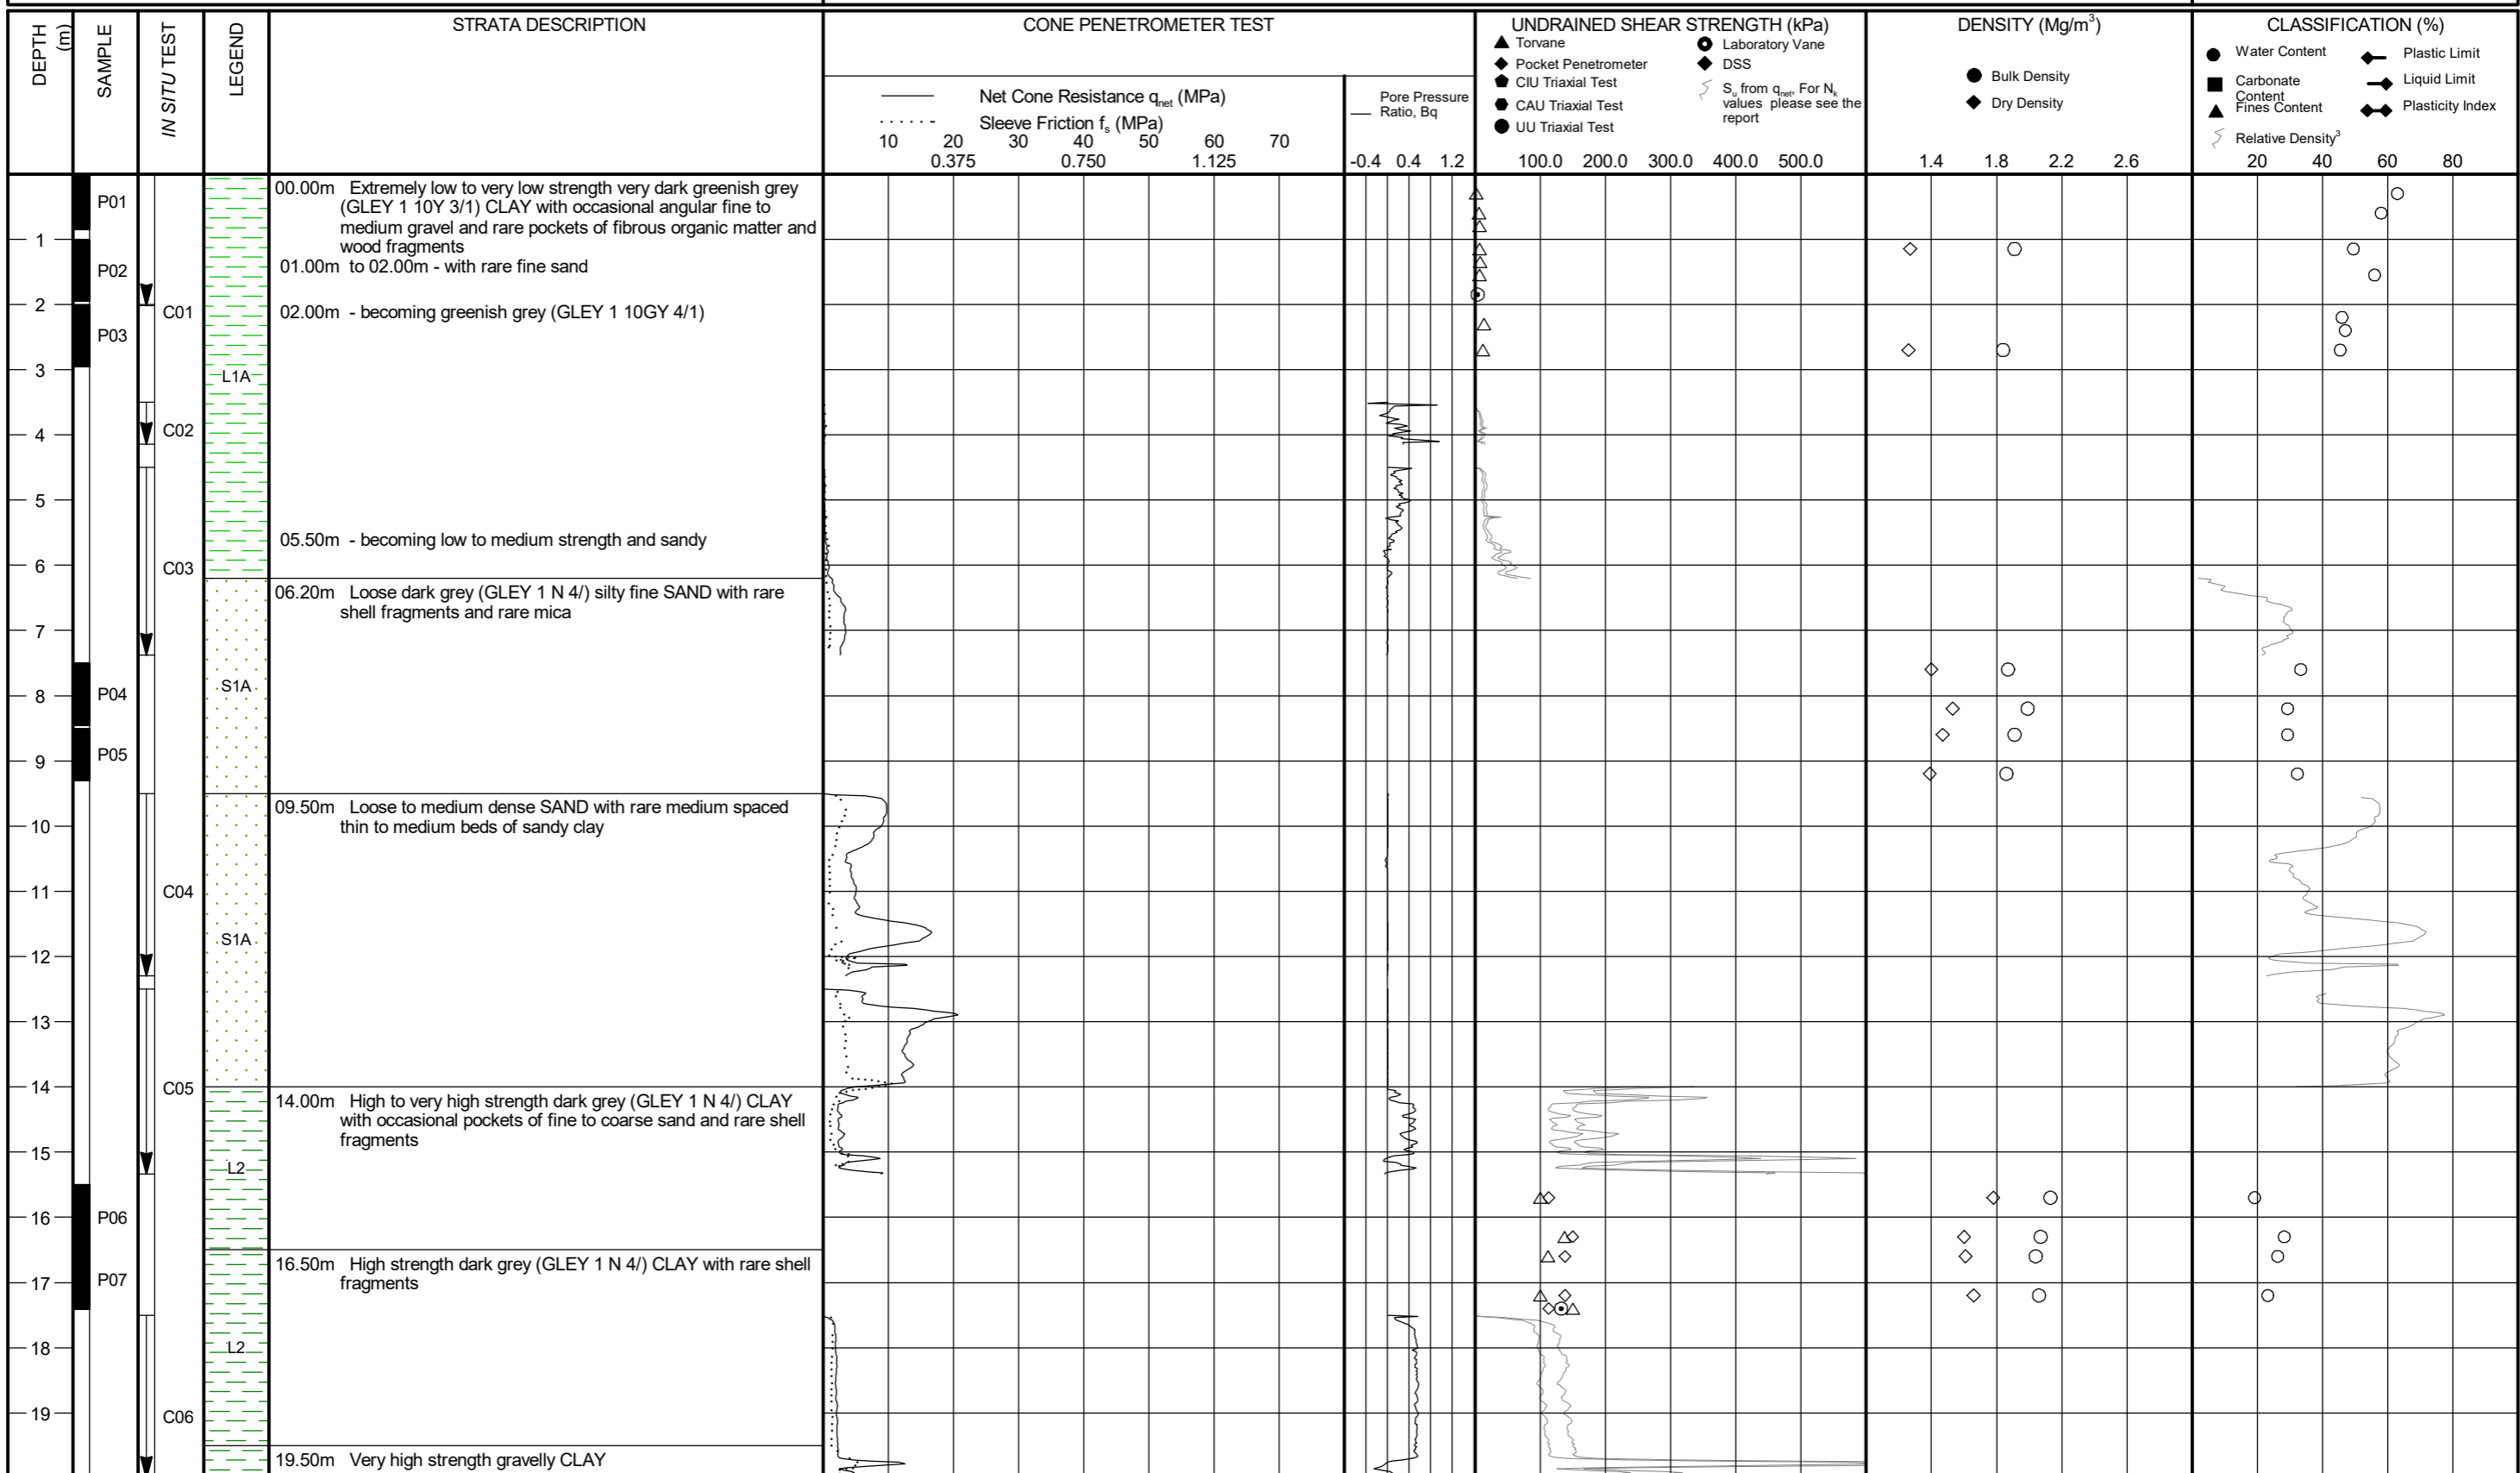 DEPTH (m)
SAMPLE
IN SITU TEST
LEGEND
STRATA DESCRIPTION
CONE PENETROMETER TEST
Net Cone Resistance qnet (MPa)
Sleeve Friction fs (MPa)
10 20 30 40 50 60 70
0.375 0.750 1.125
Pore Pressure
Ratio, Bq
-0.4 0.4 1.2
UNDRAINED SHEAR STRENGTH (kPa)
Torvane
Pocket Penetrometer
CIU Triaxial Test
CAU Triaxial Test
UU Triaxial Test
Laboratory Vane
DSS
Su from qnet, For Nk
values please see the
report
100.0 200.0 300.0 400.0 500.0
DENSITY (Mg/m3)
Bulk Density
Dry Density
1.4 1.8 2.2 2.6
CLASSIFICATION (%)
Water Content
Carbonate
Content
Fines Content
Relative Density3
Plastic Limit
Liquid Limit
Plasticity Index
20 40 60 80
1
2
3
4
5
6
7
8
9
10
11
12
13
14
15
16
17
18
19
P01
P02
P03
P04
P05
P06
P07
C01
C02
C03
C04
C05
C06
L1A
S1A
S1A
L2
L2
00.00m Extremely low to very low strength very dark greenish grey
(GLEY 1 10Y 3/1) CLAY with occasional angular fine to
medium gravel and rare pockets of fibrous organic matter and
wood fragments
01.00m to 02.00m - with rare fine sand
02.00m - becoming greenish grey (GLEY 1 10GY 4/1)
05.50m - becoming low to medium strength and sandy
06.20m Loose dark grey (GLEY 1 N 4/) silty fine SAND with rare
shell fragments and rare mica
09.50m Loose to medium dense SAND with rare medium spaced
thin to medium beds of sandy clay
14.00m High to very high strength dark grey (GLEY 1 N 4/) CLAY
with occasional pockets of fine to coarse sand and rare shell
fragments
16.50m High strength dark grey (GLEY 1 N 4/) CLAY with rare shell
fragments
19.50m Very high strength gravelly CLAY